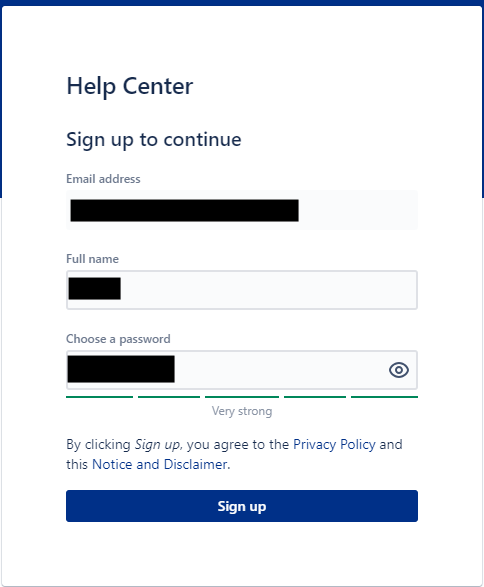 Help Center
Sign up to continue
Email address
Full name
Choose a password
Very strong
By clicking Sign up, you agree to the Privacy Policy and
this Notice and Disclaimer.
Sign up